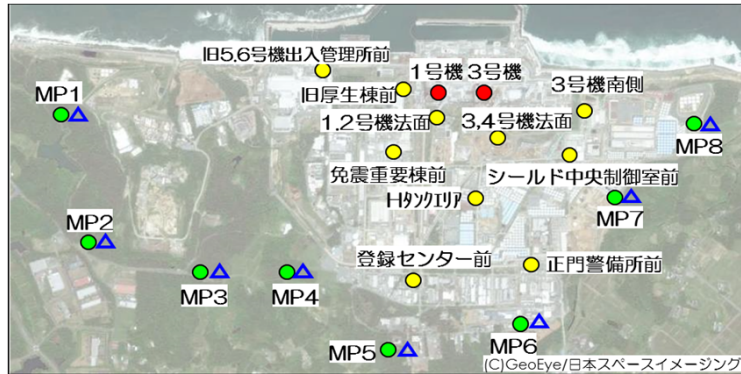 旧5.6号機出入管理所前
1号機
3号機
旧厚生棟前
3号機南側
MP1
1.2号機法面
3,4号機法面
MP8
免震重要棟前
シールド中央制御室前
Hタンクエリア
MP7
MP2
登録センター前
正門警備所前
MP3
MP4
MP5
MP6
(C)GeoEye/日本スペースイメージング